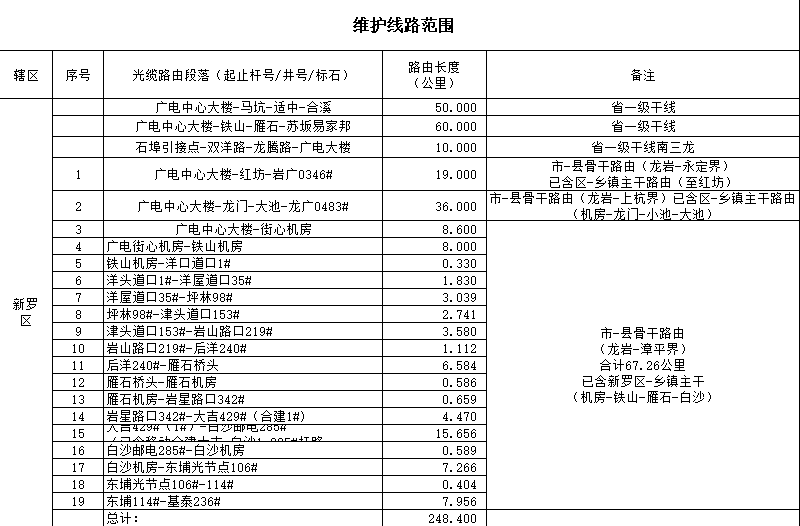 维护线路范围
辖区 序号 光缆路由段落（起止杆号/井号/标石） 路由长度（公里） 备注
新罗区
广电中心大楼-马坑-适中-合溪 50.000 省一级干线
广电中心大楼-铁山-雁石-苏坂易家邦 60.000 省一级干线
石埠引接点-双洋路-龙腾路-广电大楼 10.000 省一级干线南三龙
1 广电中心大楼-红坊-岩广0346# 19.000 市-县骨干路由（龙岩-永定界）
已含区-乡镇主干路由（至红坊）
2 广电中心大楼-龙门-大池-龙广0483# 36.000 市-县骨干路由（龙岩-上杭界）已含区-乡镇主干路由
（机房-龙门-小池-大池）
3 广电中心大楼-街心机房 8.600
4 广电街心机房-铁山机房 8.000
5 铁山机房-洋口道口1# 0.330
6 洋头道口1#-洋屋道口35# 1.830
7 洋屋道口35#-坪林98# 3.039
8 坪林98#-津头道口153# 2.741
9 津头道口153#-岩山路口219# 3.580
10 岩山路口219#-后洋240# 1.112
11 后洋240#-雁石桥头 6.584
12 雁石桥头-雁石机房 0.586
13 雁石机房-岩星路口342# 0.659
14 岩星路口342#-大吉429#（合建1#） 4.470
15 大吉429#（1#）-白沙邮电285# 15.656
16 白沙邮电285#-白沙机房 0.589
17 白沙机房-东埔光节点106# 7.266
18 东埔光节点106#-114# 0.404
19 东埔114#-基泰236# 7.956
市-县骨干路由
（龙岩-漳平界）
合计67.26公里
已含新罗区-乡镇主干
（机房-铁山-雁石-白沙）
总计： 248.400